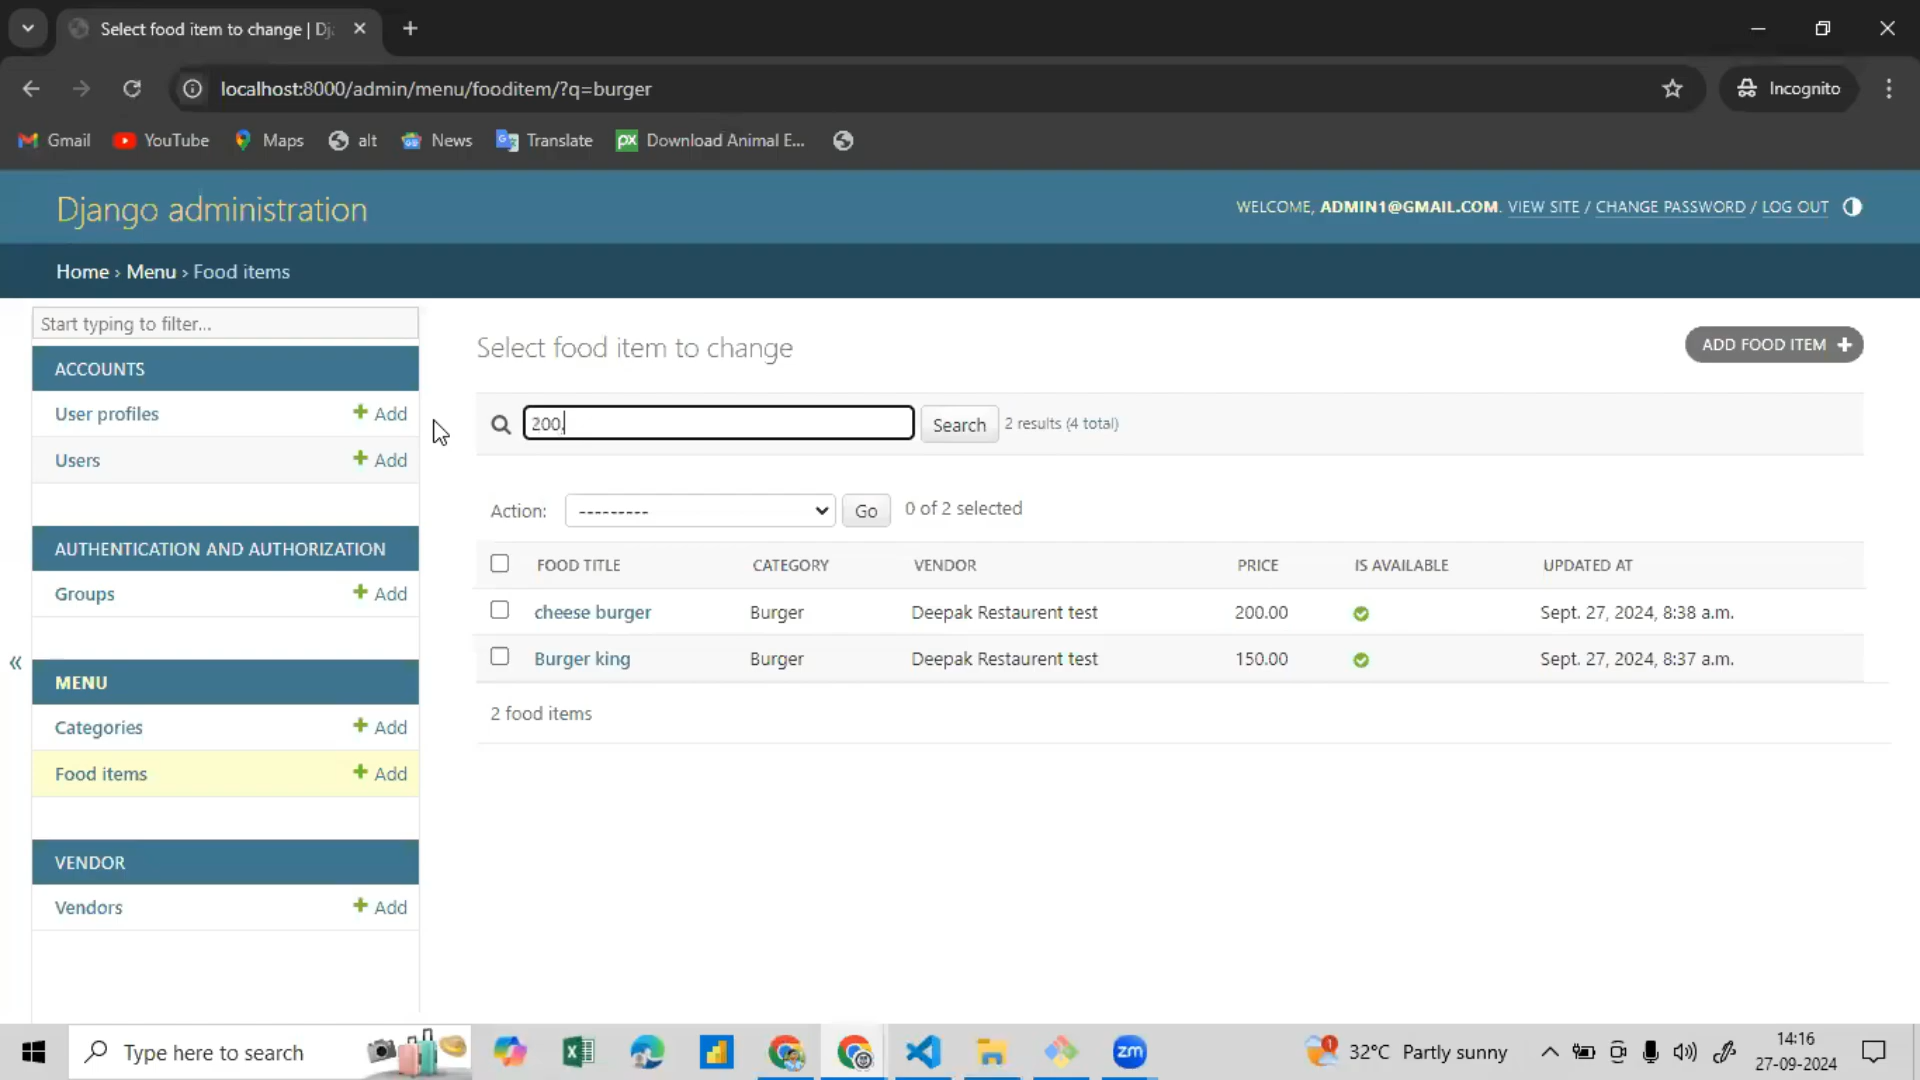 Select food item to change | Dj
localhost:8000/admin/menu/fooditem/?q=burger
Incognito
Gmail
YouTube
Maps
alt
News
Translate
px
Download Animal E...
Django administration
WELCOME, ADMIN1@GMAIL.COM. VIEW SITE / CHANGE PASSWORD / LOG OUT
Home › Menu › Food items
Start typing to filter...
ACCOUNTS
User profiles + Add
Users + Add
AUTHENTICATION AND AUTHORIZATION
Groups + Add
«
MENU
Categories + Add
Food items + Add
VENDOR
Vendors + Add
Select food item to change
ADD FOOD ITEM +
200,
Search
2 results (4 total)
Action:
---------
Go
0 of 2 selected
FOOD TITLE CATEGORY VENDOR PRICE IS AVAILABLE UPDATED AT
cheese burger Burger Deepak Restaurent test 200.00 Sept. 27, 2024, 8:38 a.m.
Burger king Burger Deepak Restaurent test 150.00 Sept. 27, 2024, 8:37 a.m.
2 food items
Type here to search
zm
32°C Partly sunny
14:16
27-09-2024